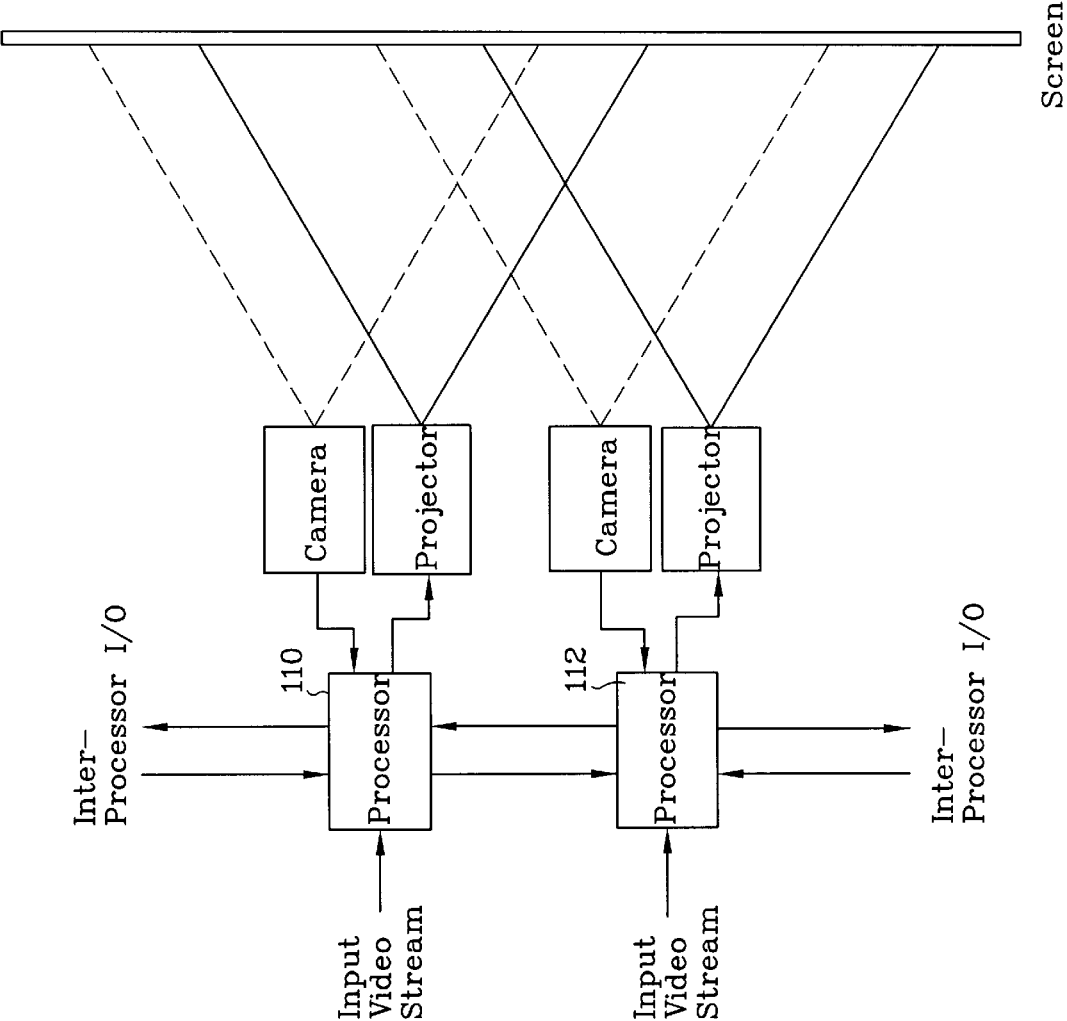 Screen
Camera
Projector
Camera
Projector
Inter-
Processor I/O
110
Processor
112
Processor
Inter-
Processor I/O
Input
Video
Stream
Input
Video
Stream